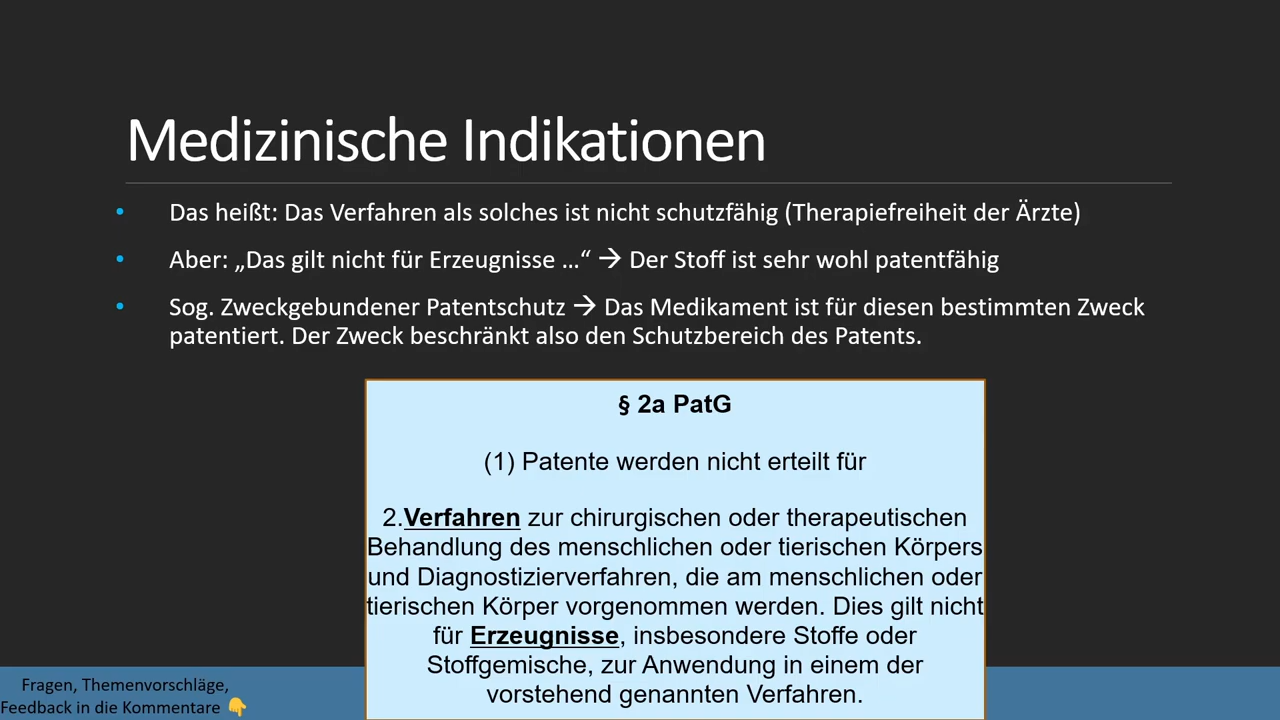 Medizinische Indikationen
• Das heißt: Das Verfahren als solches ist nicht schutzfähig (Therapiefreiheit der Ärzte)
• Aber: „Das gilt nicht für Erzeugnisse …“ → Der Stoff ist sehr wohl patentfähig
• Sog. Zweckgebundener Patentschutz → Das Medikament ist für diesen bestimmten Zweck
patentiert. Der Zweck beschränkt also den Schutzbereich des Patents.
§ 2a PatG
(1) Patente werden nicht erteilt für
2.Verfahren zur chirurgischen oder therapeutischen
Behandlung des menschlichen oder tierischen Körpers
und Diagnostizierverfahren, die am menschlichen oder
tierischen Körper vorgenommen werden. Dies gilt nicht
für Erzeugnisse, insbesondere Stoffe oder
Stoffgemische, zur Anwendung in einem der
vorstehend genannten Verfahren.
Fragen, Themenvorschläge,
Feedback in die Kommentare 👇